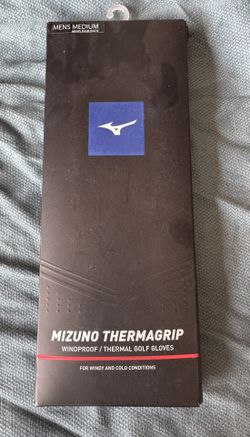 MENS MEDIUM
MIZUNO THERMAGRIP
WINDPROOF / THERMAL GOLF GLOVES
FOR WINDY AND COLD CONDITIONS